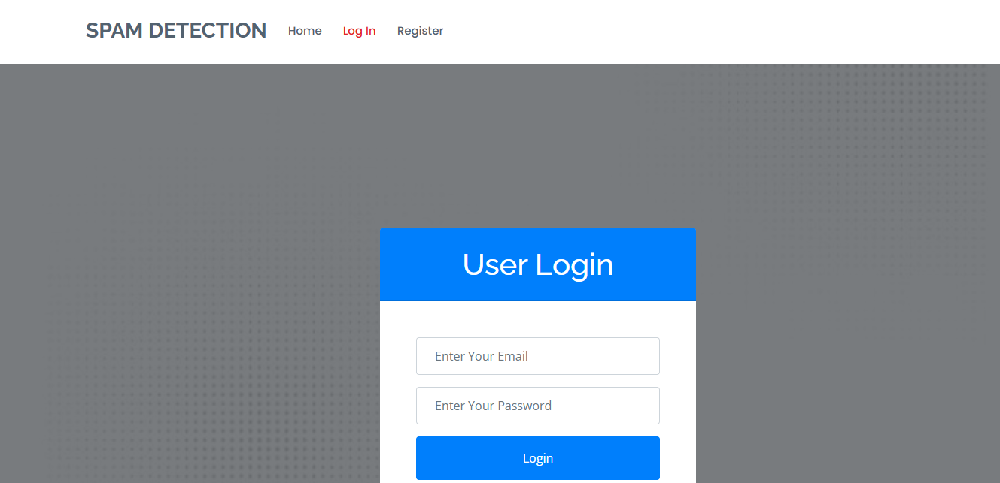 SPAM DETECTION Home Log In Register
User Login
Enter Your Email
Enter Your Password
Login